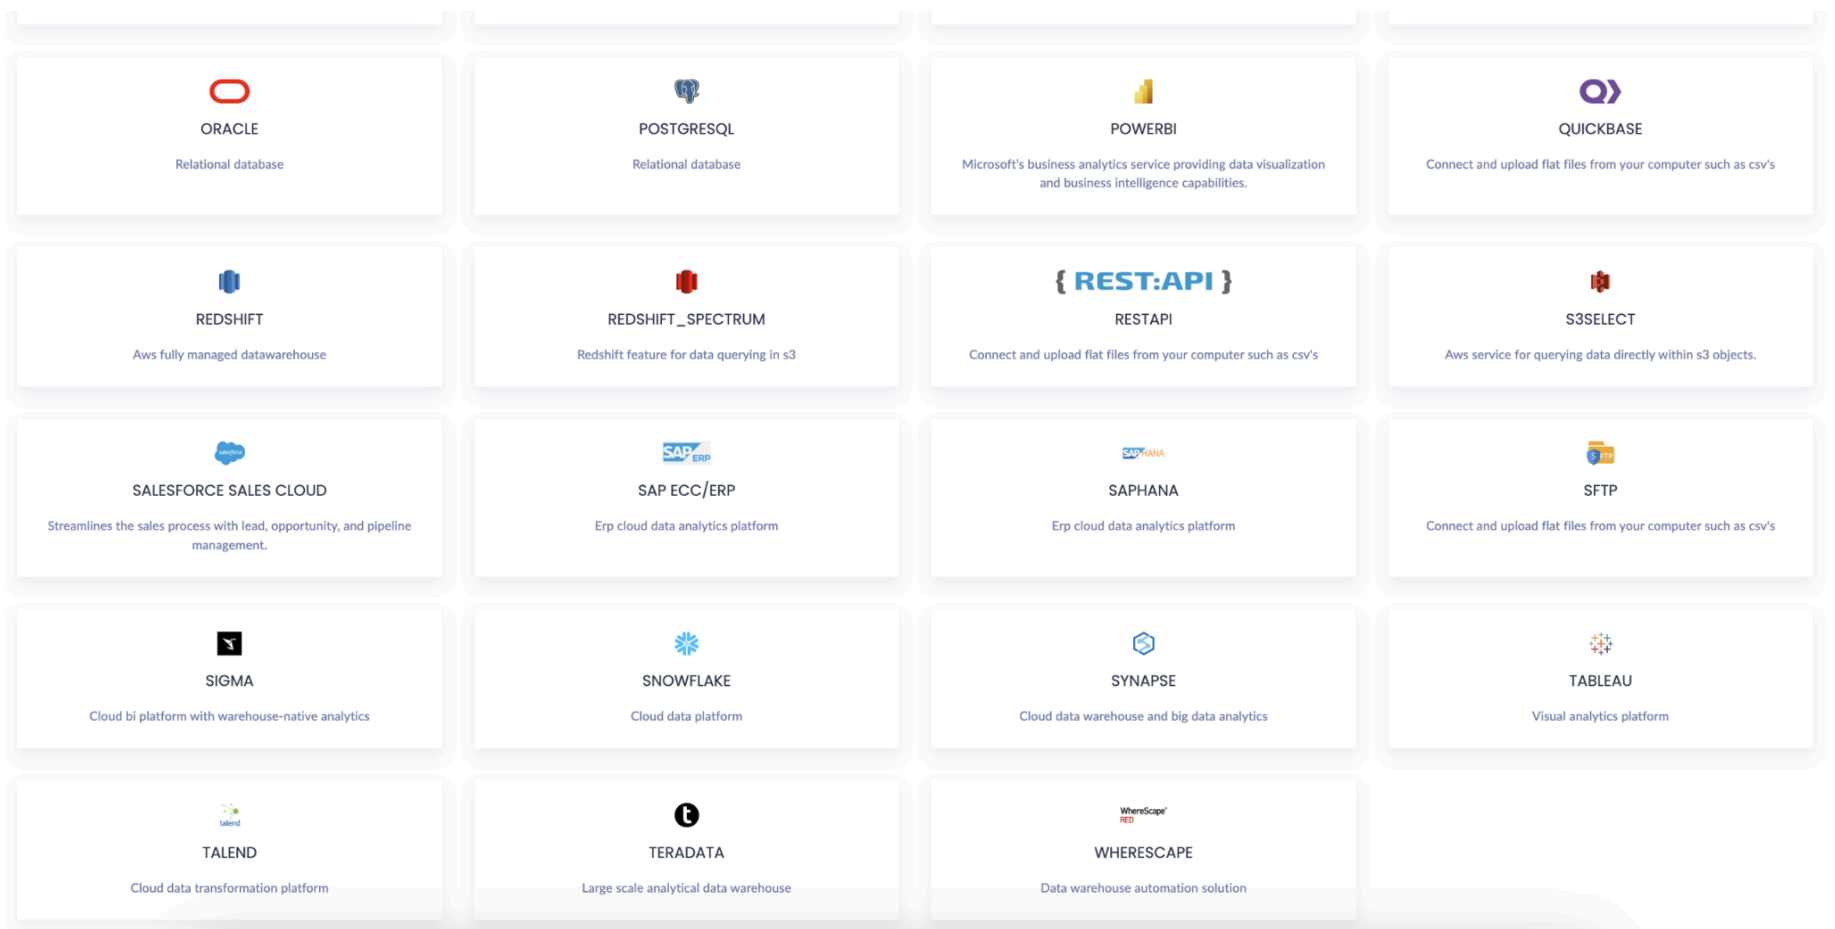 ORACLE
Relational database
POSTGRESQL
Relational database
POWERBI
Microsoft's business analytics service providing data visualization
and business intelligence capabilities.
QUICKBASE
Connect and upload flat files from your computer such as csv's
REDSHIFT
Aws fully managed datawarehouse
REDSHIFT_SPECTRUM
Redshift feature for data querying in s3
{ REST:API }
RESTAPI
Connect and upload flat files from your computer such as csv's
S3SELECT
Aws service for querying data directly within s3 objects.
salesforce
SALESFORCE SALES CLOUD
Streamlines the sales process with lead, opportunity, and pipeline
management.
SAP ERP
SAP ECC/ERP
Erp cloud data analytics platform
SAP HANA
SAPHANA
Erp cloud data analytics platform
S FTP
SFTP
Connect and upload flat files from your computer such as csv's
SIGMA
Cloud bi platform with warehouse-native analytics
SNOWFLAKE
Cloud data platform
SYNAPSE
Cloud data warehouse and big data analytics
TABLEAU
Visual analytics platform
talend
TALEND
Cloud data transformation platform
t
TERADATA
Large scale analytical data warehouse
WhereScape®
RED
WHERESCAPE
Data warehouse automation solution